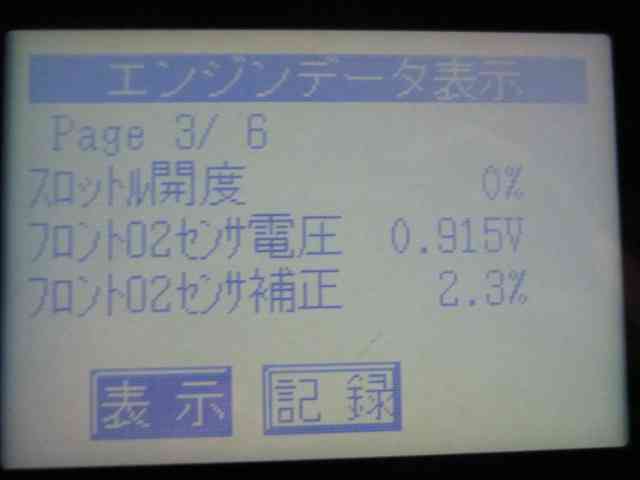 エンジンデータ表示
Page 3/ 6
スロットル開度 0%
フロントO2センサ電圧 0.915V
フロントO2センサ補正 2.3%
表示 記録